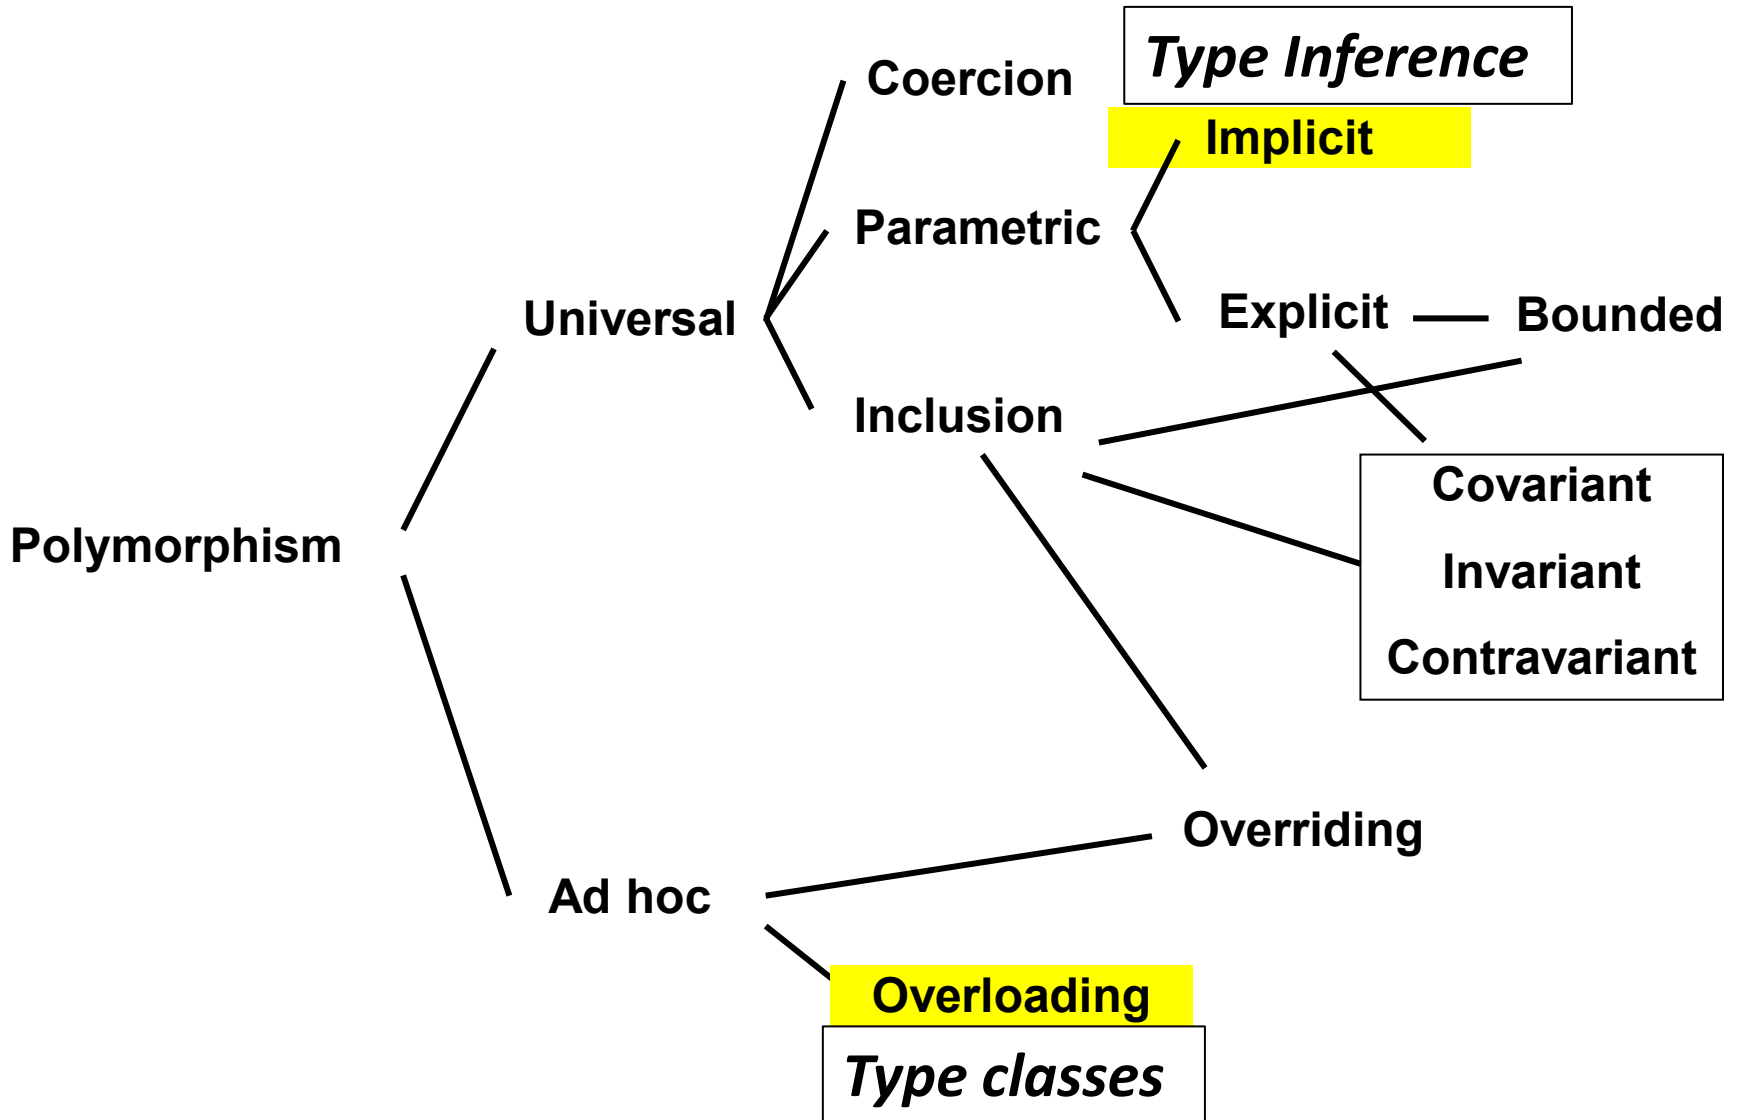 Type Inference
Coercion
Implicit
Parametric
Universal
Explicit
Bounded
Inclusion
Covariant
Polymorphism
Invariant
Contravariant
Overriding
Ad hoc
Overloading
Type classes